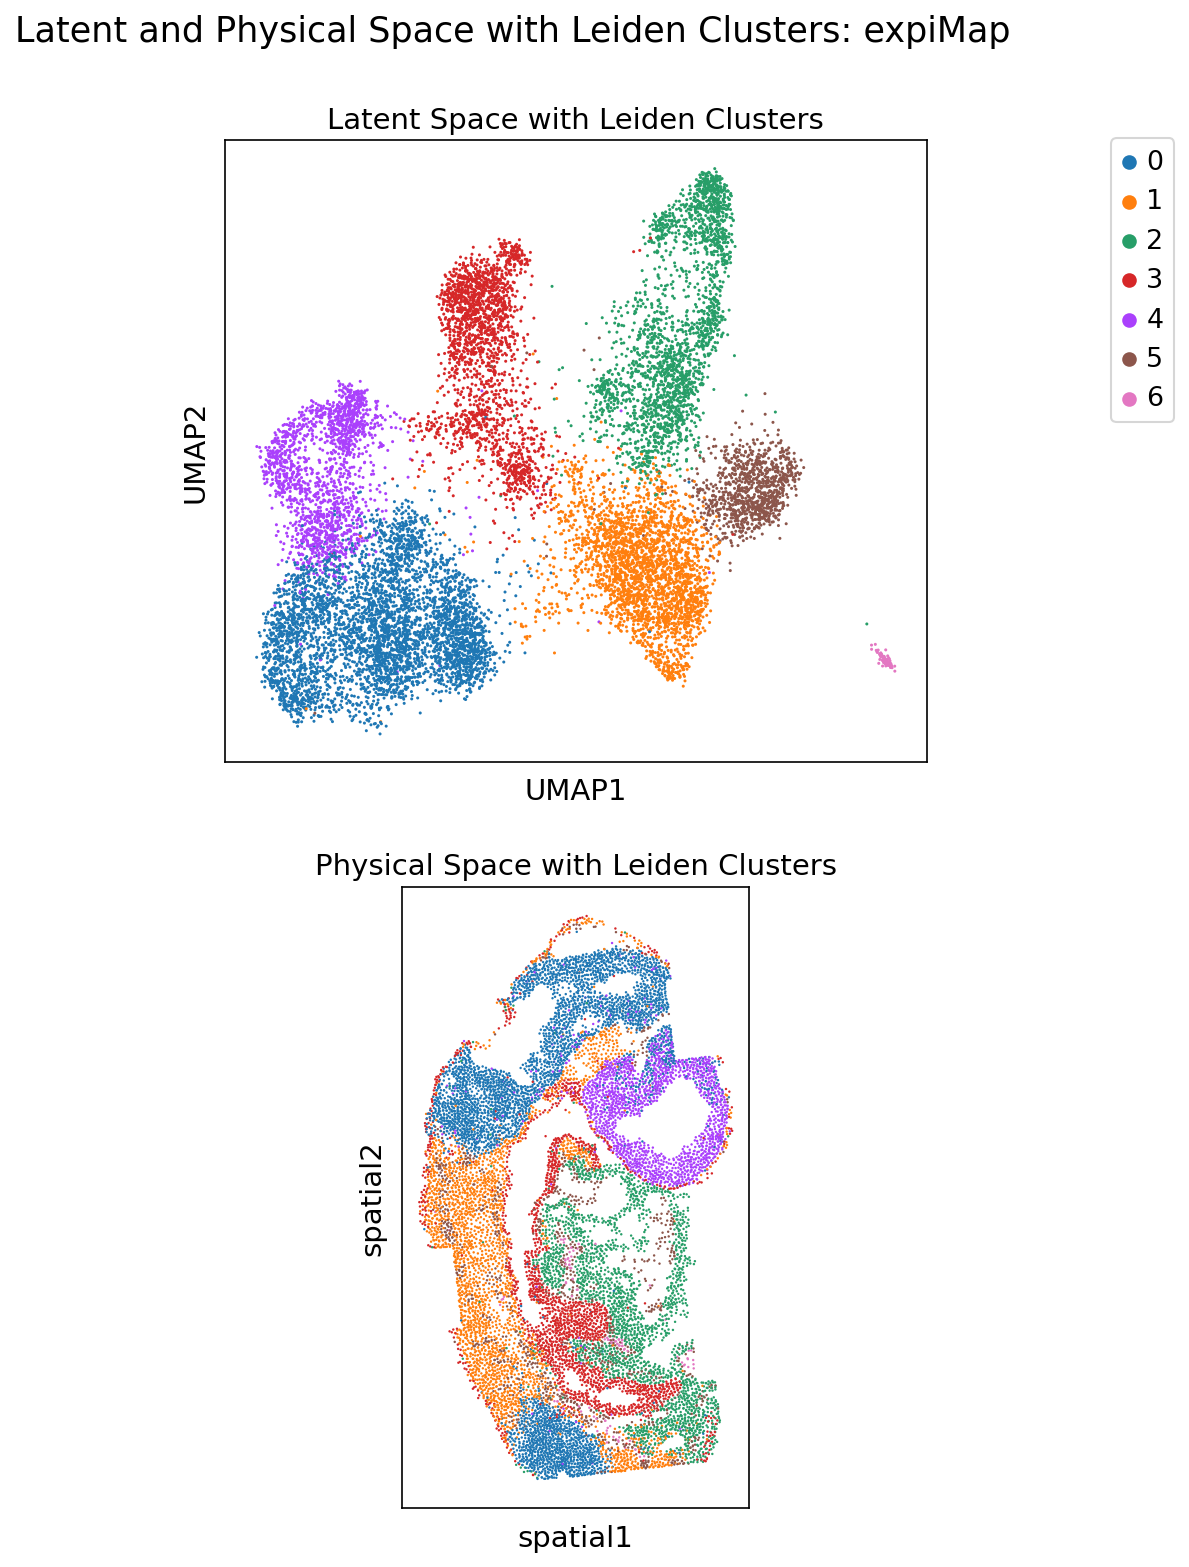 Latent and Physical Space with Leiden Clusters: expiMap
Latent Space with Leiden Clusters
0
1
2
3
4
5
6
UMAP2
UMAP1
Physical Space with Leiden Clusters
spatial2
spatial1